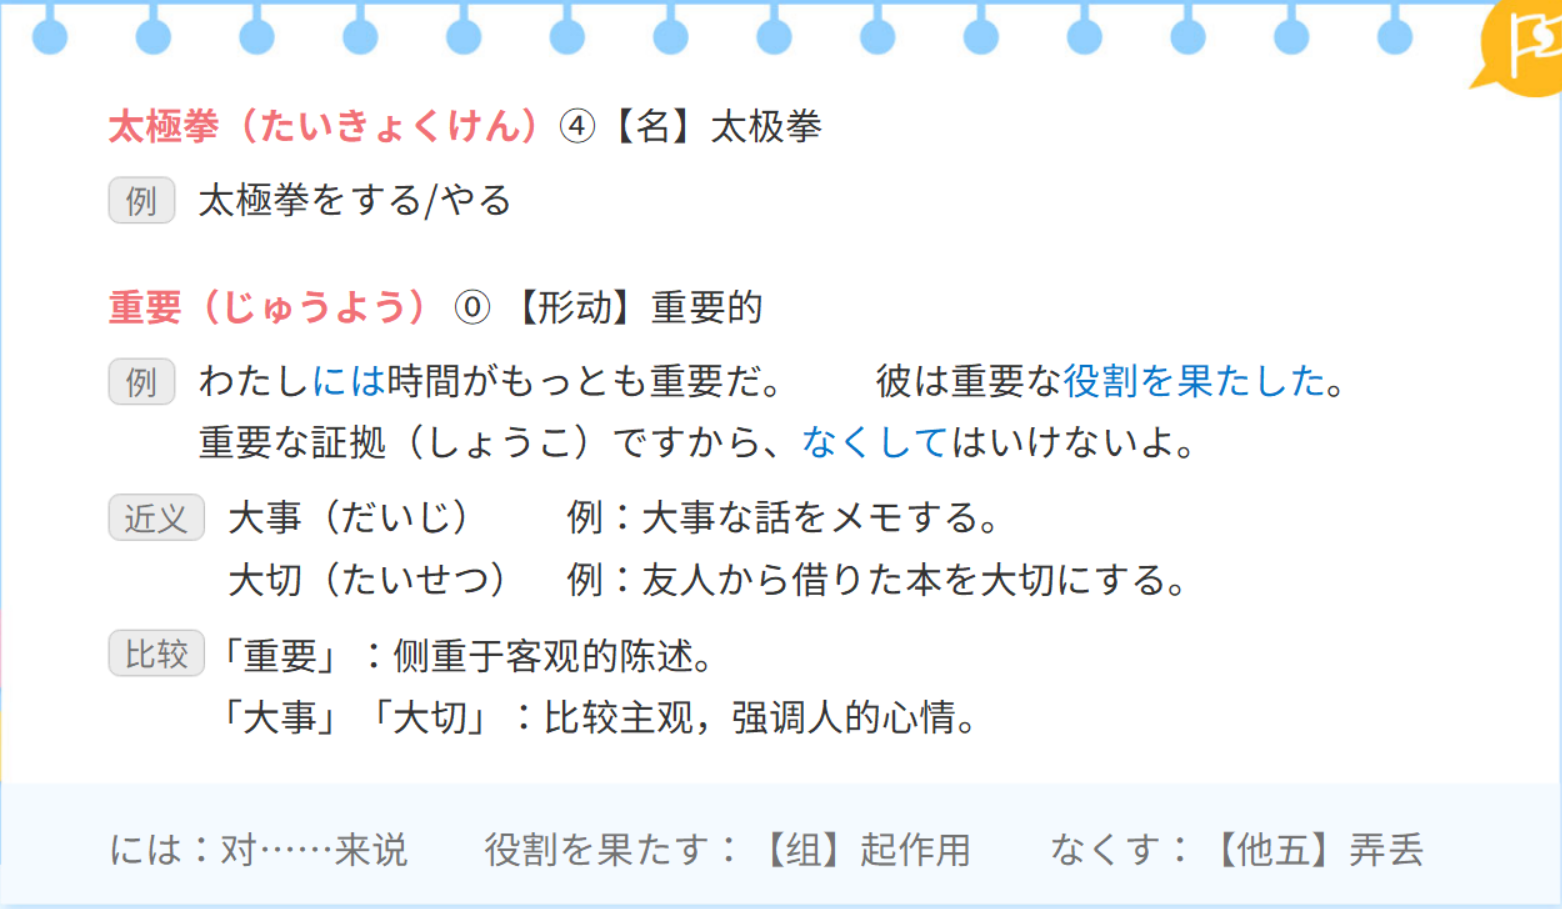 太極拳（たいきょくけん）④【名】太极拳
例 太極拳をする/やる
重要（じゅうよう）⓪【形动】重要的
例 わたしには時間がもっとも重要だ。 彼は重要な役割を果たした。
重要な証拠（しょうこ）ですから、なくしてはいけないよ。
近义 大事（だいじ） 例：大事な話をメモする。
大切（たいせつ） 例：友人から借りた本を大切にする。
比较 「重要」：侧重于客观的陈述。
「大事」「大切」：比较主观，强调人的心情。
には：对……来说 役割を果たす：【组】起作用 なくす：【他五】弄丢